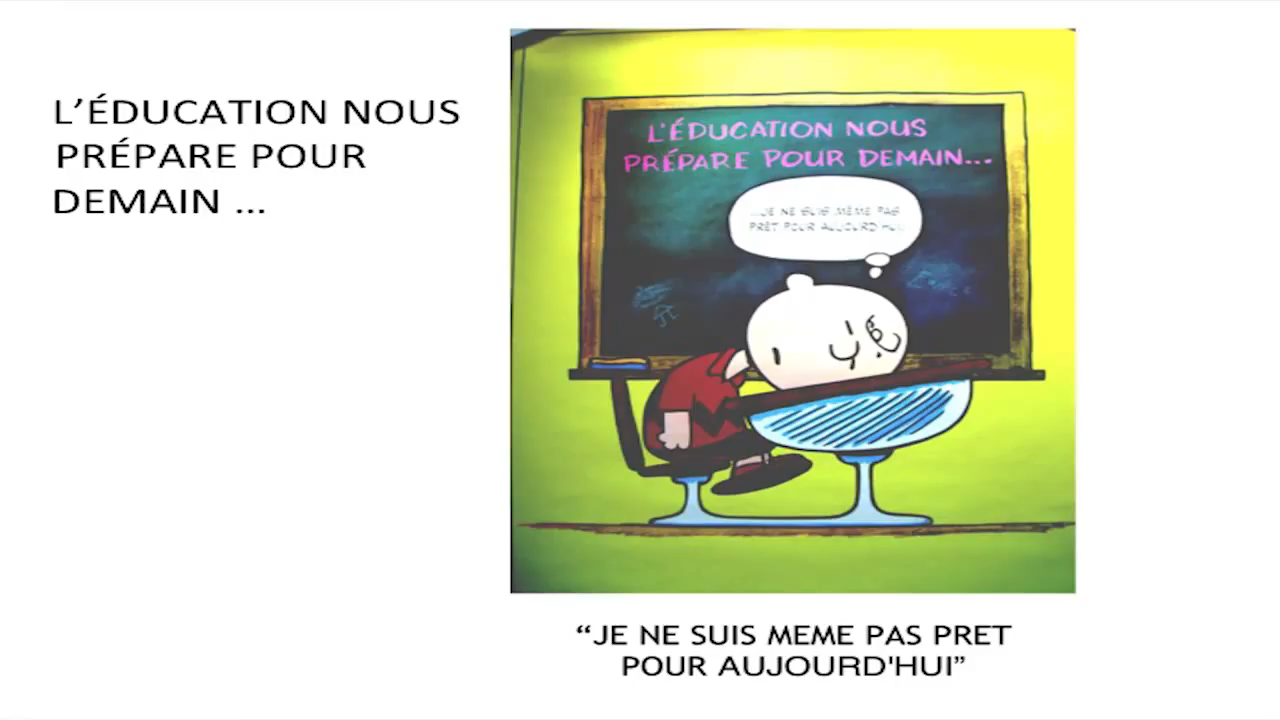 L’ÉDUCATION NOUS
PRÉPARE POUR
DEMAIN ...
L'ÉDUCATION NOUS
PRÉPARE POUR DEMAIN...
...JE NE SUIS MÊME PAS
PRÊT POUR AUJOURD'HUI
“JE NE SUIS MEME PAS PRET
POUR AUJOURD'HUI”